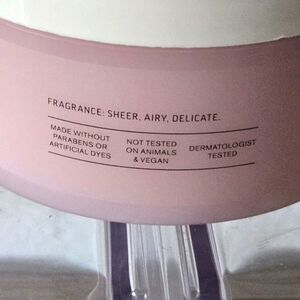 FRAGRANCE: SHEER, AIRY, DELICATE.
MADE WITHOUT
PARABENS OR
ARTIFICIAL DYES
NOT TESTED
ON ANIMALS
& VEGAN
DERMATOLOGIST
TESTED